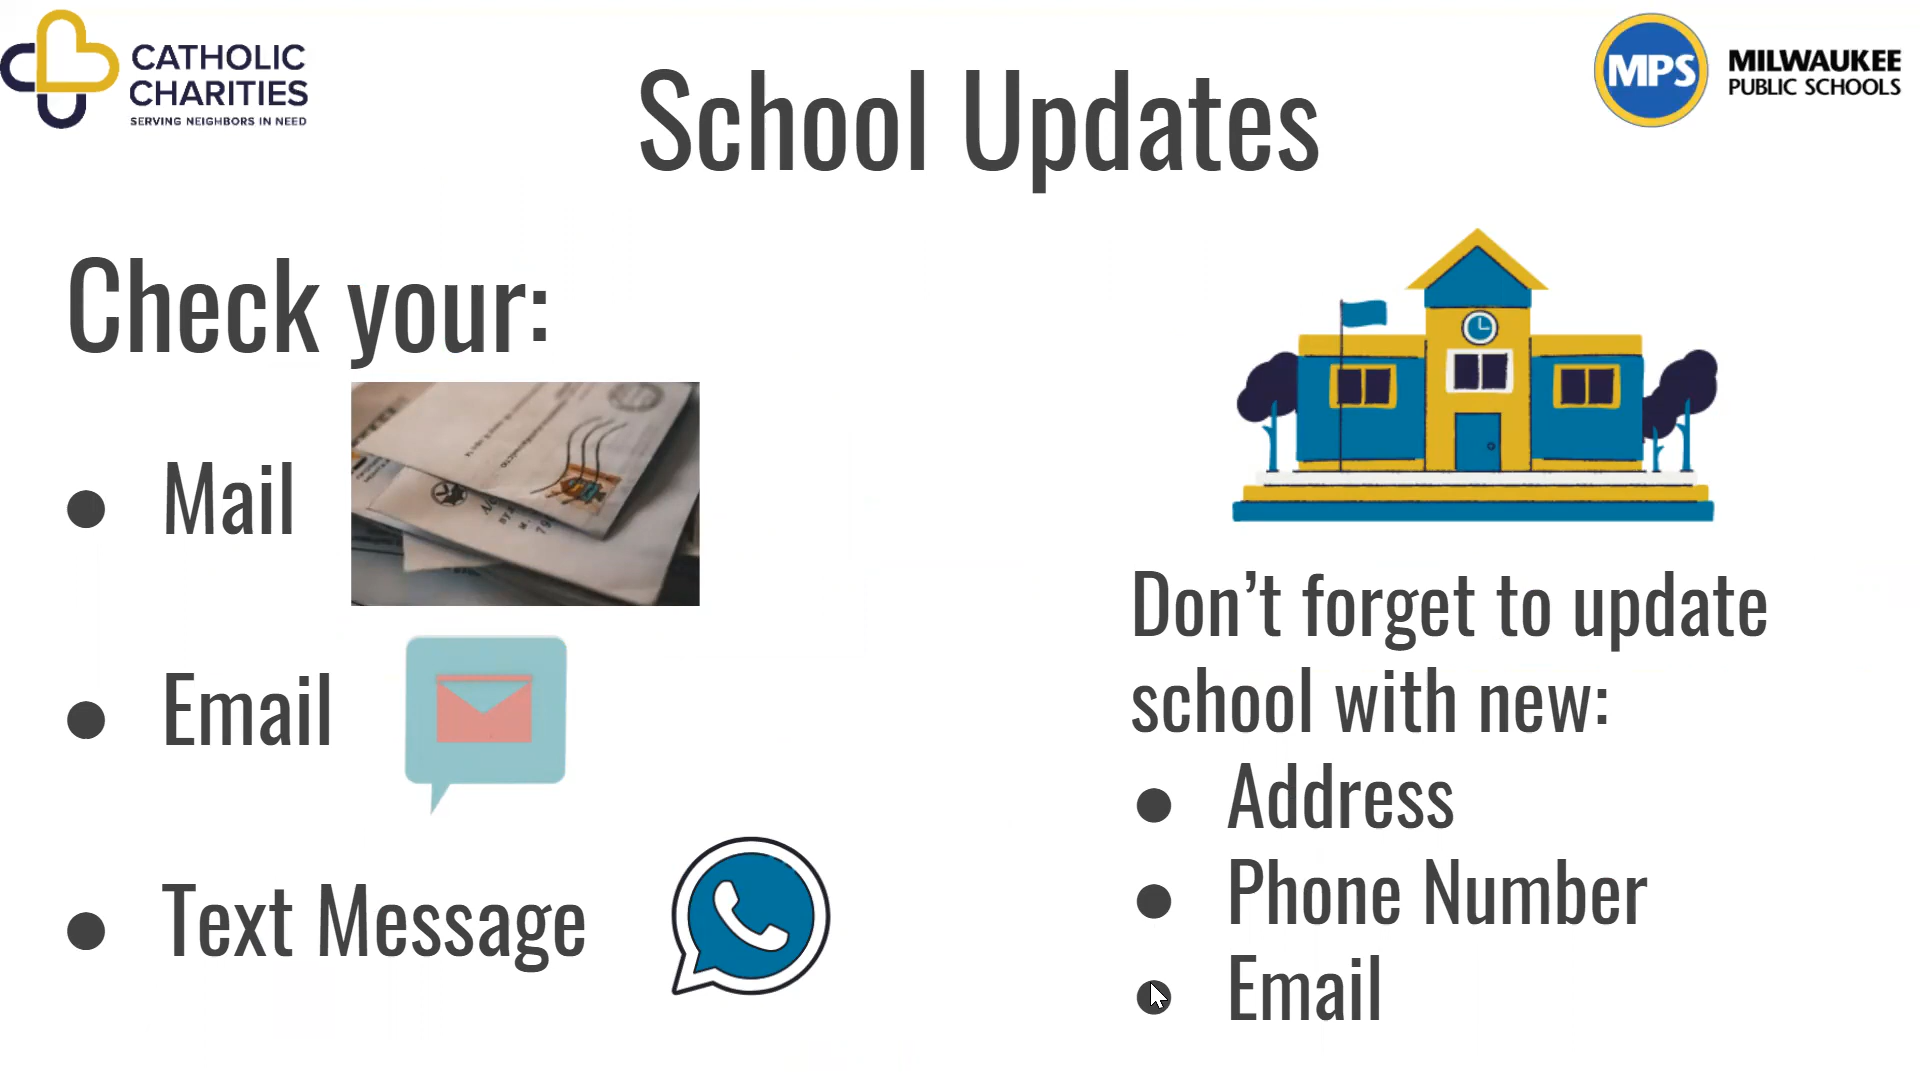 CATHOLIC
CHARITIES
SERVING NEIGHBORS IN NEED
School Updates
MPS
MILWAUKEE
PUBLIC SCHOOLS
Check your:
● Mail
● Email
● Text Message
Don’t forget to update
school with new:
● Address
● Phone Number
● Email